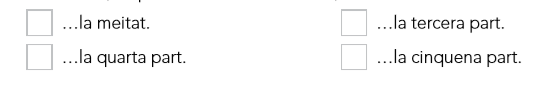 ...la meitat.
...la tercera part.
...la quarta part.
...la cinquena part.